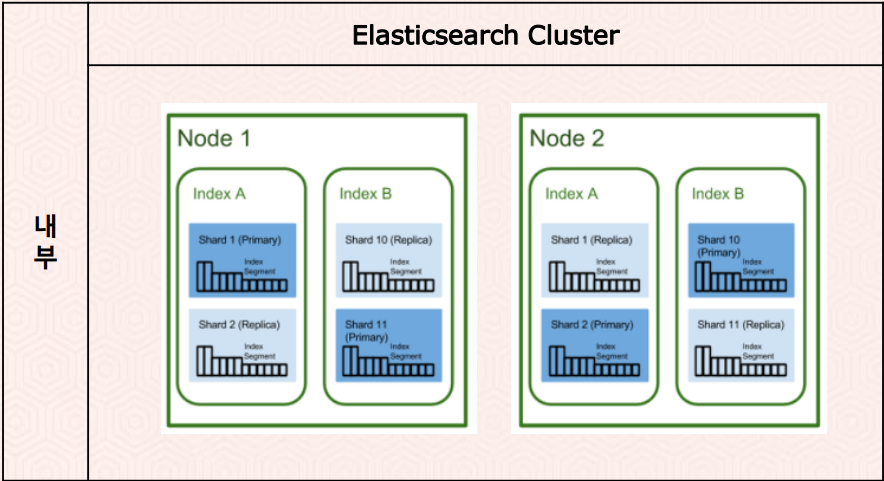 Elasticsearch Cluster
내
부
Node 1
Index A
Shard 1 (Primary)
Index
Segment
Shard 2 (Replica)
Index
Segment
Index B
Shard 10 (Replica)
Index
Segment
Shard 11
(Primary)
Index
Segment
Node 2
Index A
Shard 1 (Replica)
Index
Segment
Shard 2 (Primary)
Index
Segment
Index B
Shard 10
(Primary)
Index
Segment
Shard 11 (Replica)
Index
Segment